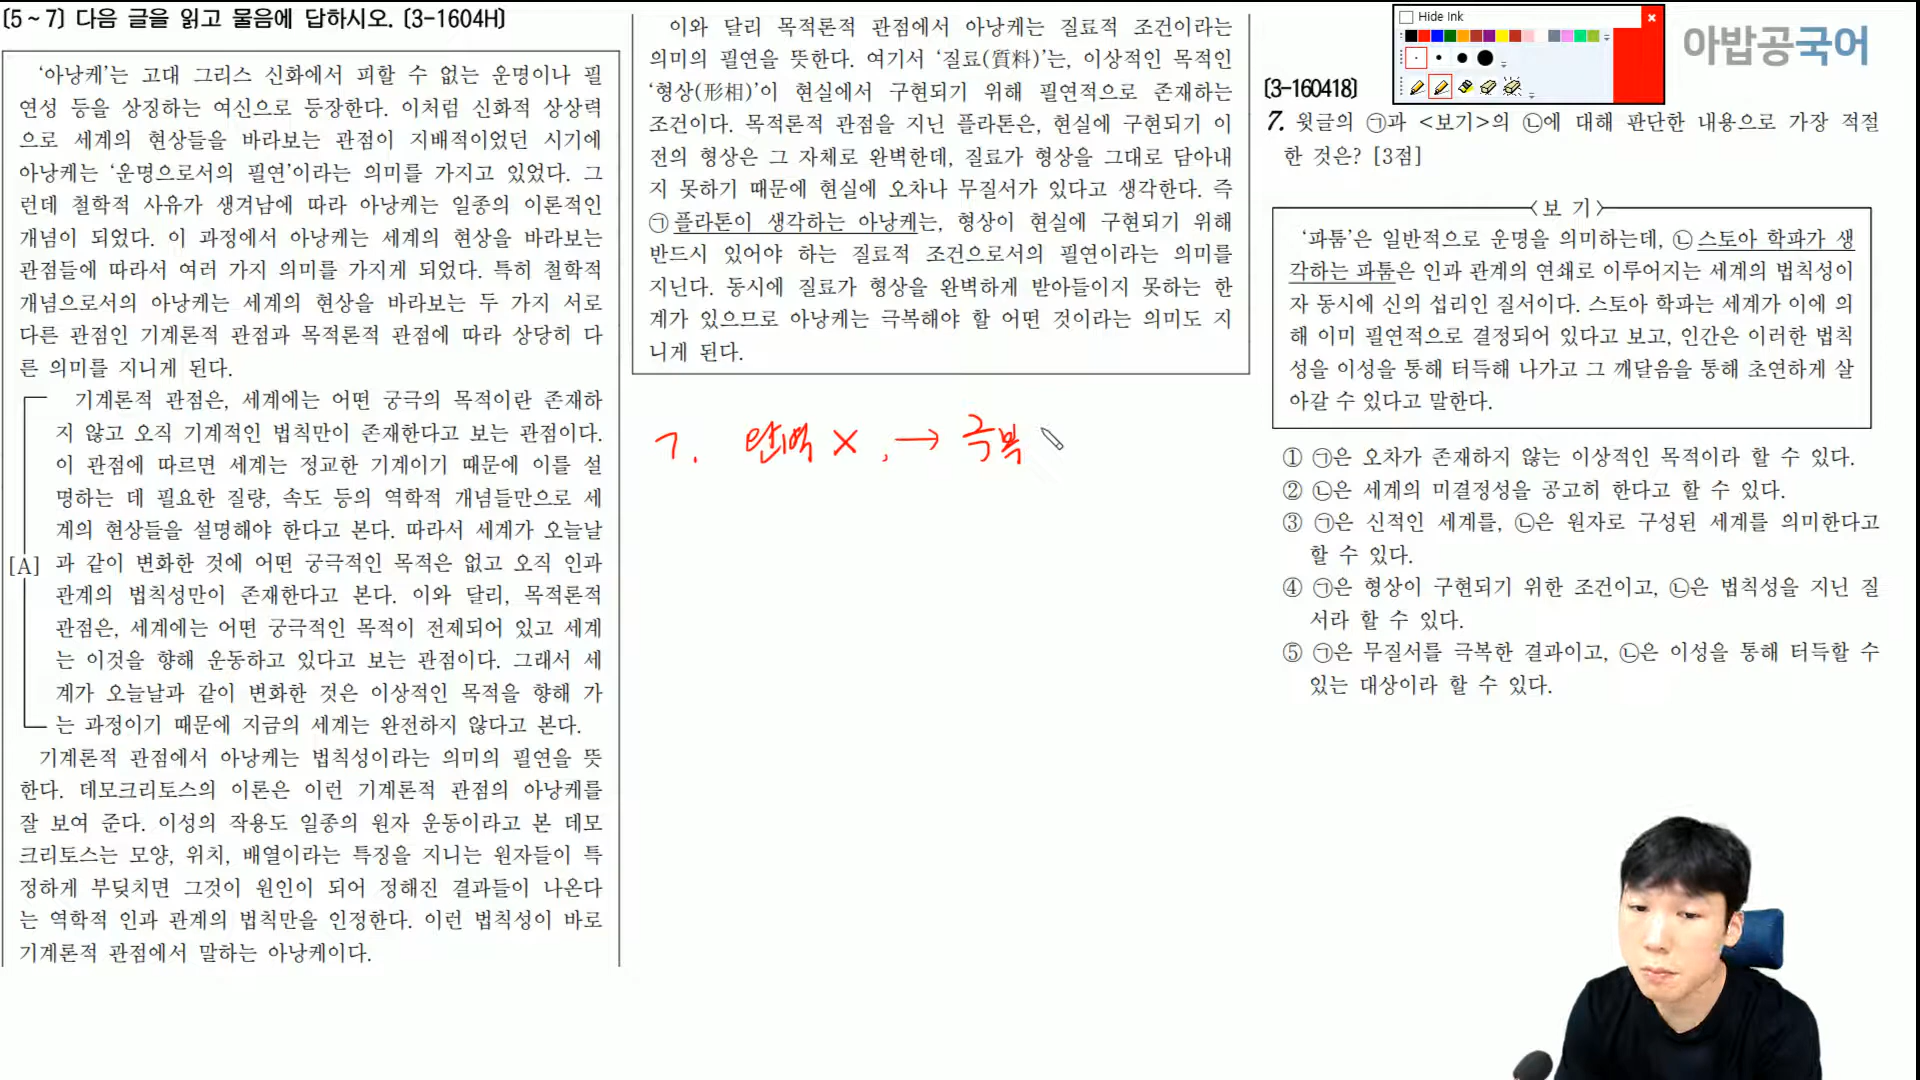 [5 ~ 7] 다음 글을 읽고 물음에 답하시오. [3-1604H]
‘아낭케’는 고대 그리스 신화에서 피할 수 없는 운명이나 필
연성 등을 상징하는 여신으로 등장한다. 이처럼 신화적 상상력
으로 세계의 현상들을 바라보는 관점이 지배적이었던 시기에
아낭케는 ‘운명으로서의 필연’이라는 의미를 가지고 있었다. 그
런데 철학적 사유가 생겨남에 따라 아낭케는 일종의 이론적인
개념이 되었다. 이 과정에서 아낭케는 세계의 현상을 바라보는
관점들에 따라서 여러 가지 의미를 가지게 되었다. 특히 철학적
개념으로서의 아낭케는 세계의 현상을 바라보는 두 가지 서로
다른 관점인 기계론적 관점과 목적론적 관점에 따라 상당히 다
른 의미를 지니게 된다.
기계론적 관점은, 세계에는 어떤 궁극의 목적이란 존재하
지 않고 오직 기계적인 법칙만이 존재한다고 보는 관점이다.
이 관점에 따르면 세계는 정교한 기계이기 때문에 이를 설
명하는 데 필요한 질량, 속도 등의 역학적 개념들만으로 세
계의 현상들을 설명해야 한다고 본다. 따라서 세계가 오늘날
[A] 과 같이 변화한 것에 어떤 궁극적인 목적은 없고 오직 인과
관계의 법칙성만이 존재한다고 본다. 이와 달리, 목적론적
관점은, 세계에는 어떤 궁극적인 목적이 전제되어 있고 세계
는 이것을 향해 운동하고 있다고 보는 관점이다. 그래서 세
계가 오늘날과 같이 변화한 것은 이상적인 목적을 향해 가
는 과정이기 때문에 지금의 세계는 완전하지 않다고 본다.
기계론적 관점에서 아낭케는 법칙성이라는 의미의 필연을 뜻
한다. 데모크리토스의 이론은 이런 기계론적 관점의 아낭케를
잘 보여 준다. 이성의 작용도 일종의 원자 운동이라고 본 데모
크리토스는 모양, 위치, 배열이라는 특징을 지니는 원자들이 특
정하게 부딪치면 그것이 원인이 되어 정해진 결과들이 나온다
는 역학적 인과 관계의 법칙만을 인정한다. 이런 법칙성이 바로
기계론적 관점에서 말하는 아낭케이다.
이와 달리 목적론적 관점에서 아낭케는 질료적 조건이라는
의미의 필연을 뜻한다. 여기서 ‘질료(質料)’는, 이상적인 목적인
‘형상(形相)’이 현실에서 구현되기 위해 필연적으로 존재하는
조건이다. 목적론적 관점을 지닌 플라톤은, 현실에 구현되기 이
전의 형상은 그 자체로 완벽한데, 질료가 형상을 그대로 담아내
지 못하기 때문에 현실에 오차나 무질서가 있다고 생각한다. 즉
㉠플라톤이 생각하는 아낭케는, 형상이 현실에 구현되기 위해
반드시 있어야 하는 질료적 조건으로서의 필연이라는 의미를
지닌다. 동시에 질료가 형상을 완벽하게 받아들이지 못하는 한
계가 있으므로 아낭케는 극복해야 할 어떤 것이라는 의미도 지
니게 된다.
7. 완벽 X, → 극복
Hide Ink
아밥공국어
[3-160418]
7. 윗글의 ㉠과 <보기>의 ㉡에 대해 판단한 내용으로 가장 적절
한 것은? [3점]
<보 기>
‘파툼’은 일반적으로 운명을 의미하는데, ㉡스토아 학파가 생
각하는 파툼은 인과 관계의 연쇄로 이루어지는 세계의 법칙성이
자 동시에 신의 섭리인 질서이다. 스토아 학파는 세계가 이에 의
해 이미 필연적으로 결정되어 있다고 보고, 인간은 이러한 법칙
성을 이성을 통해 터득해 나가고 그 깨달음을 통해 초연하게 살
아갈 수 있다고 말한다.
① ㉠은 오차가 존재하지 않는 이상적인 목적이라 할 수 있다.
② ㉡은 세계의 미결정성을 공고히 한다고 할 수 있다.
③ ㉠은 신적인 세계를, ㉡은 원자로 구성된 세계를 의미한다고
할 수 있다.
④ ㉠은 형상이 구현되기 위한 조건이고, ㉡은 법칙성을 지닌 질
서라 할 수 있다.
⑤ ㉠은 무질서를 극복한 결과이고, ㉡은 이성을 통해 터득할 수
있는 대상이라 할 수 있다.